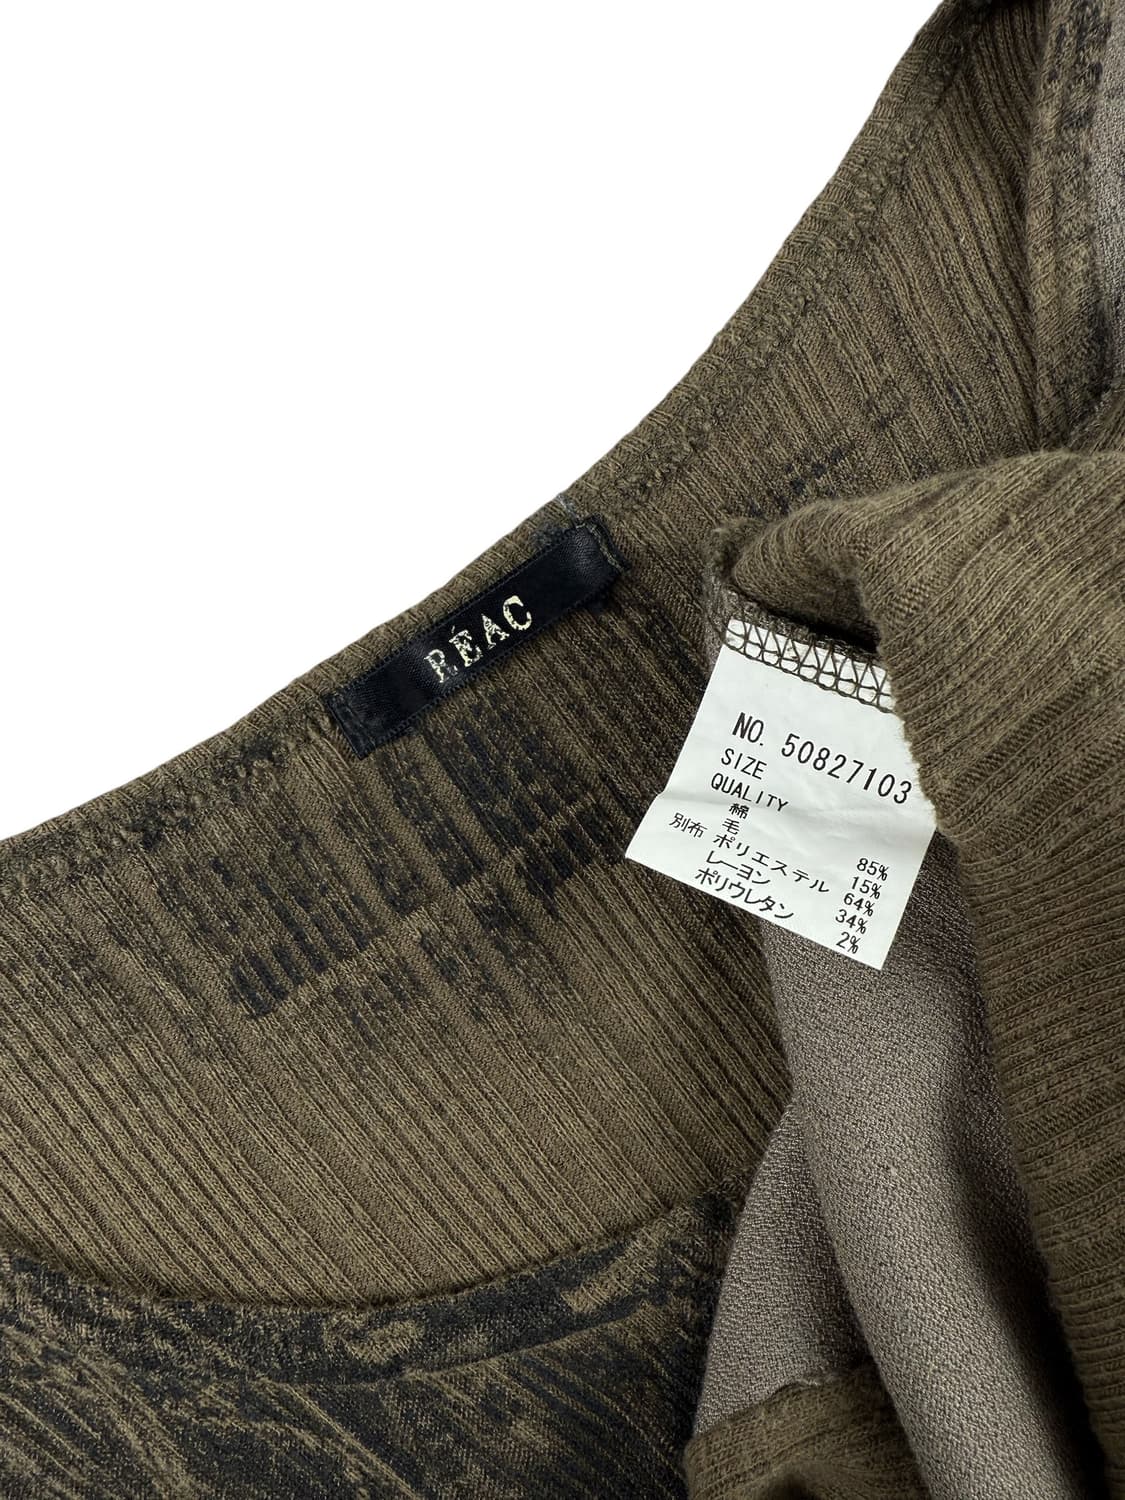 RÉAC
NO. 50827103
SIZE
QUALITY
綿 85%
毛 15%
別布 ポリエステル 64%
レーヨン 34%
ポリウレタン 2%